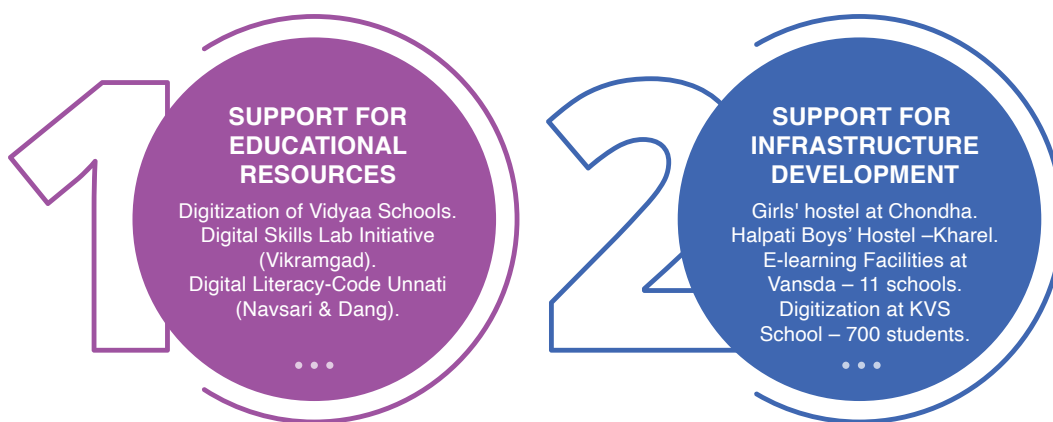 1
SUPPORT FOR
EDUCATIONAL
RESOURCES
Digitization of Vidyaa Schools.
Digital Skills Lab Initiative
(Vikramgad).
Digital Literacy-Code Unnati
(Navsari & Dang).
2
SUPPORT FOR
INFRASTRUCTURE
DEVELOPMENT
Girls' hostel at Chondha.
Halpati Boys’ Hostel –Kharel.
E-learning Facilities at
Vansda – 11 schools.
Digitization at KVS
School – 700 students.